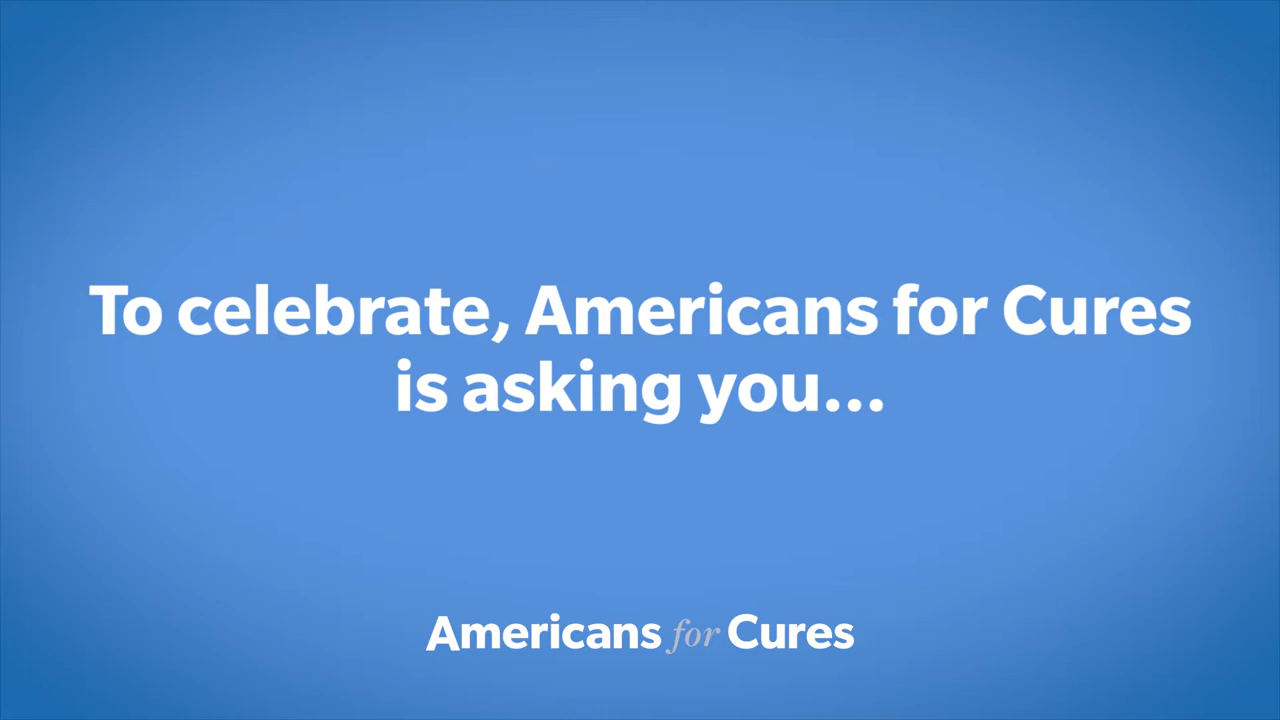 To celebrate, Americans for Cures
is asking you...
Americans for Cures